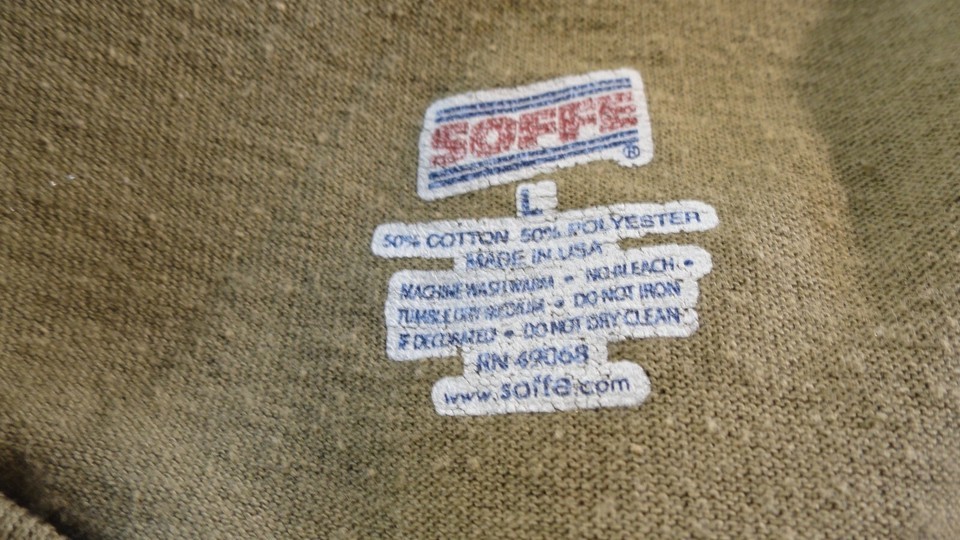 SOFFE
®
L
50% COTTON 50% POLYESTER
MADE IN USA
MACHINE WASH WARM • NO BLEACH •
TUMBLE DRY MEDIUM • DO NOT IRON
IF DECORATED • DO NOT DRY CLEAN
RN 49068
www.soffe.com